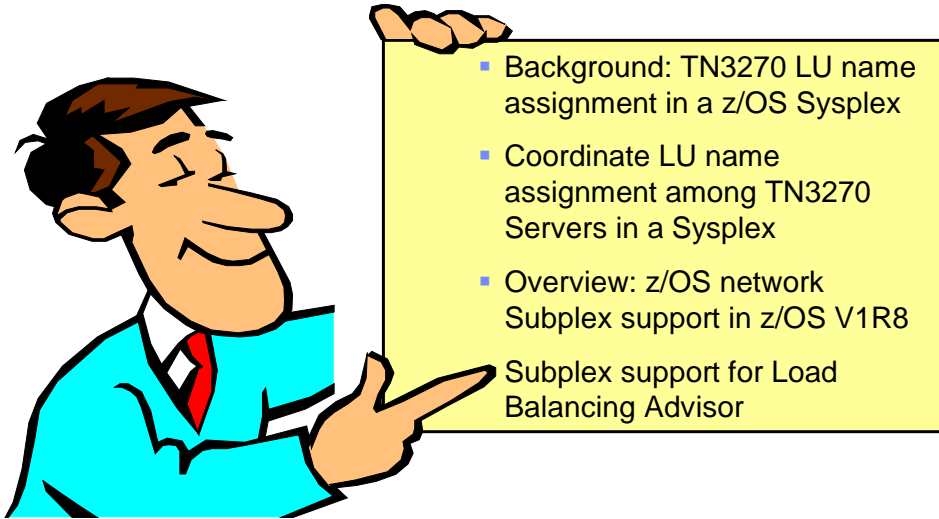 ▪ Background: TN3270 LU name
assignment in a z/OS Sysplex
▪ Coordinate LU name
assignment among TN3270
Servers in a Sysplex
▪ Overview: z/OS network
Subplex support in z/OS V1R8
Subplex support for Load
Balancing Advisor